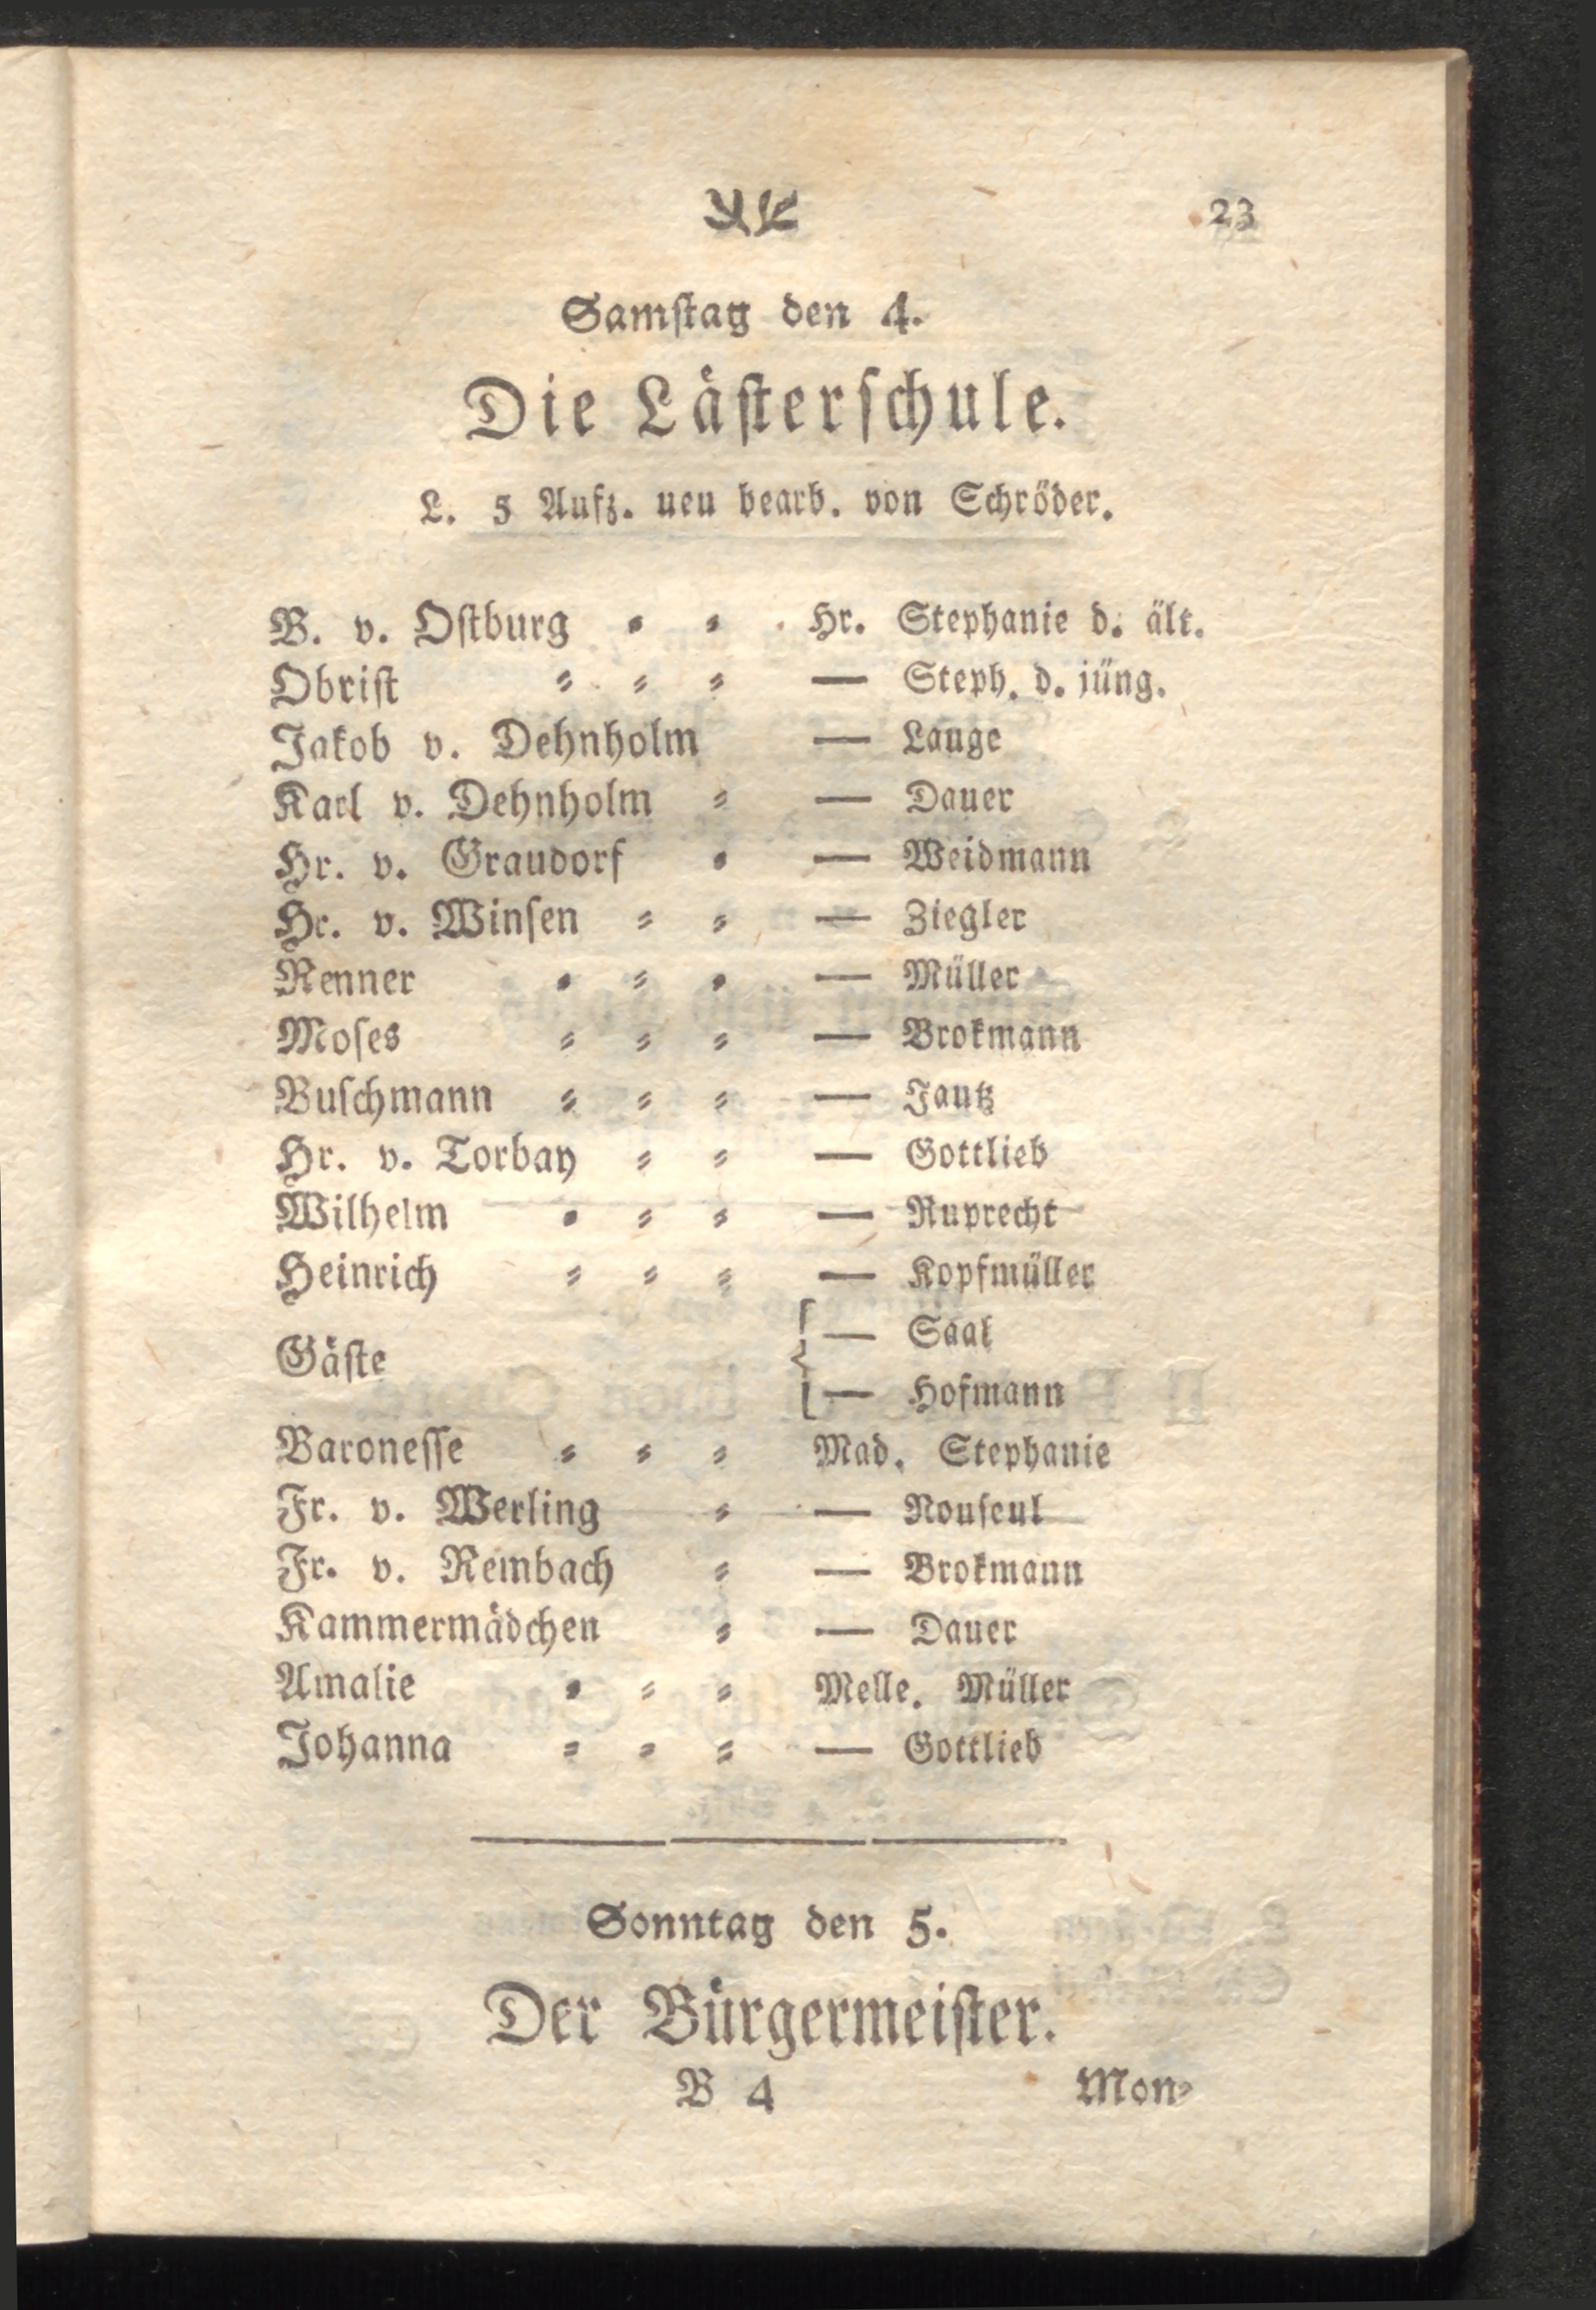 23
Samſtag den 4.
Die Läſterſchule.
L. 5 Aufz. neu bearb. von Schröder.
B. v. Oſtburg = = Hr. Stephanie d. ält.
Obriſt = = = — Steph. d. jüng.
Jakob v. Dehnholm — Lange
Karl v. Dehnholm = — Dauer
Hr. v. Graudorf = — Weidmann
Hr. v. Winſen = = — Ziegler
Renner = = = — Müller
Moſes = = = — Brokmann
Buſchmann = = = — Jautz
Hr. v. Torbay = = — Gottlieb
Wilhelm = = = — Ruprecht
Heinrich = = = — Kopfmüller
Gäſte { — Saal
— Hofmann
Baroneſſe = = = Mad. Stephanie
Fr. v. Werling = — Nouſeul
Fr. v. Rembach = — Brokmann
Kammermädchen = — Dauer
Amalie = = = Melle. Müller
Johanna = = = — Gottlieb
Sonntag den 5.
Der Bürgermeiſter.
B 4 Mon=